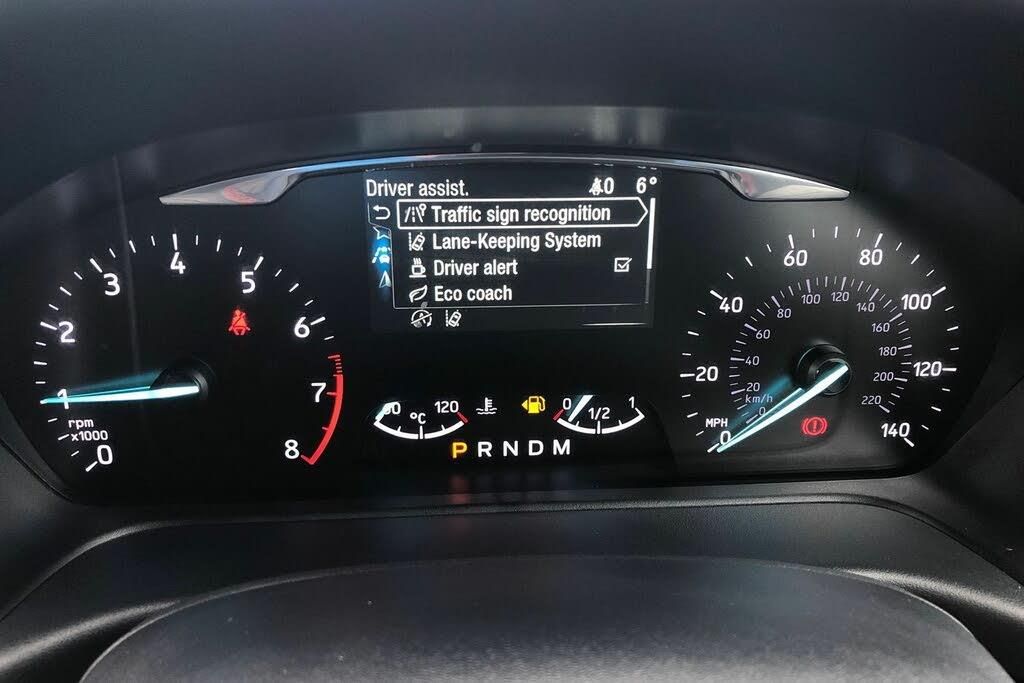 Driver assist. 0 6°
Traffic sign recognition
Lane-Keeping System
Driver alert
Eco coach
0 1 2 3 4 5 6 7 8
rpm
x1000
120
°C
0 1/2 1
P R N D M
0 20 40 60 80 100 120 140
MPH
0 20 40 60 80 100 120 140 160 180 200 220
km/h